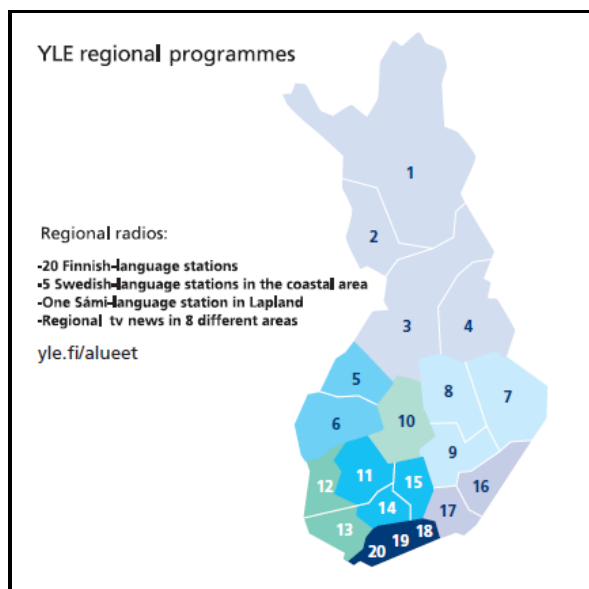 YLE regional programmes
1
2
Regional radios:
-20 Finnish-language stations
-5 Swedish-language stations in the coastal area
-One Sámi-language station in Lapland
-Regional tv news in 8 different areas
3
4
yle.fi/alueet
5
8
7
6
10
9
11
12
15
16
14
17
13
18
19
20